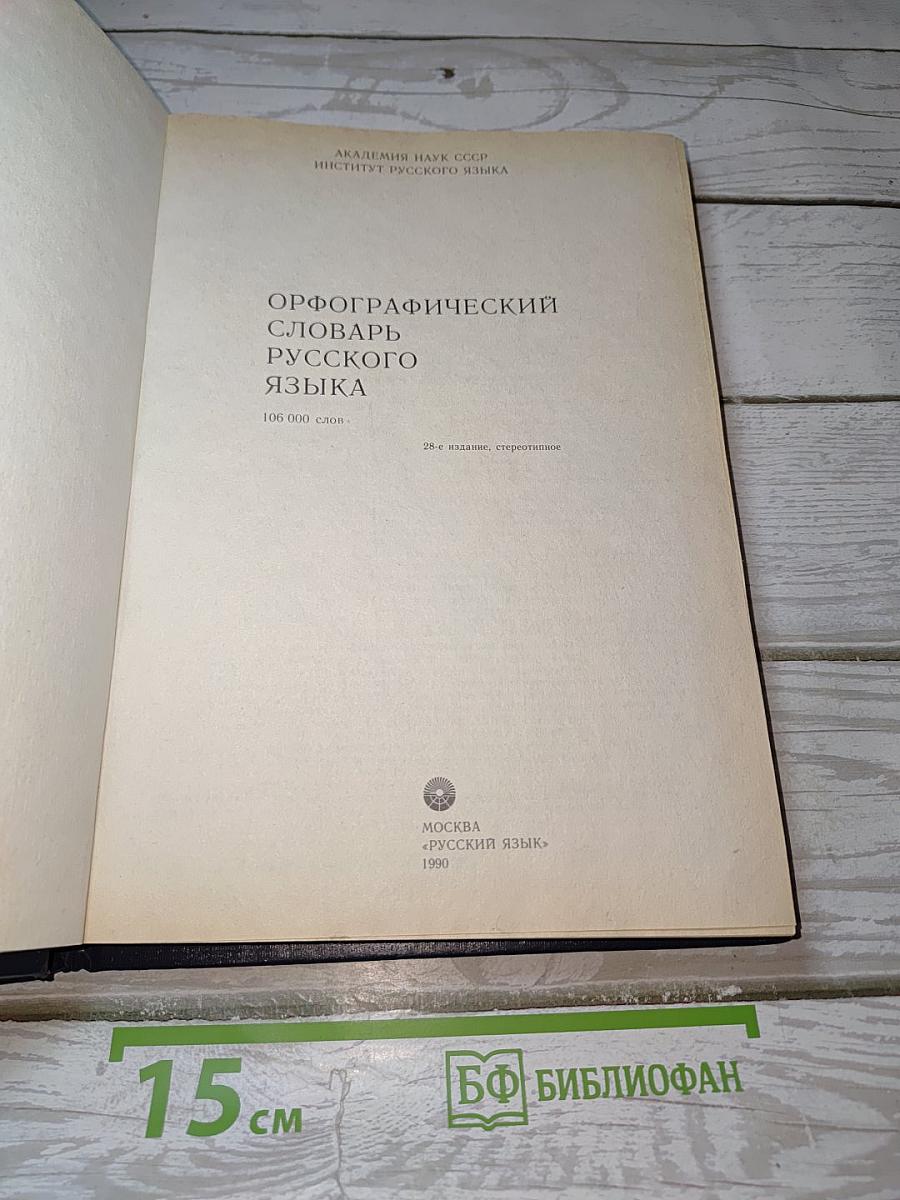 АКАДЕМИЯ НАУК СССР
ИНСТИТУТ РУССКОГО ЯЗЫКА
ОРФОГРАФИЧЕСКИЙ
СЛОВАРЬ
РУССКОГО
ЯЗЫКА
106 000 слов
28-е издание, стереотипное
МОСКВА
«РУССКИЙ ЯЗЫК»
1990
15 см
БФ БИБЛИОФАН